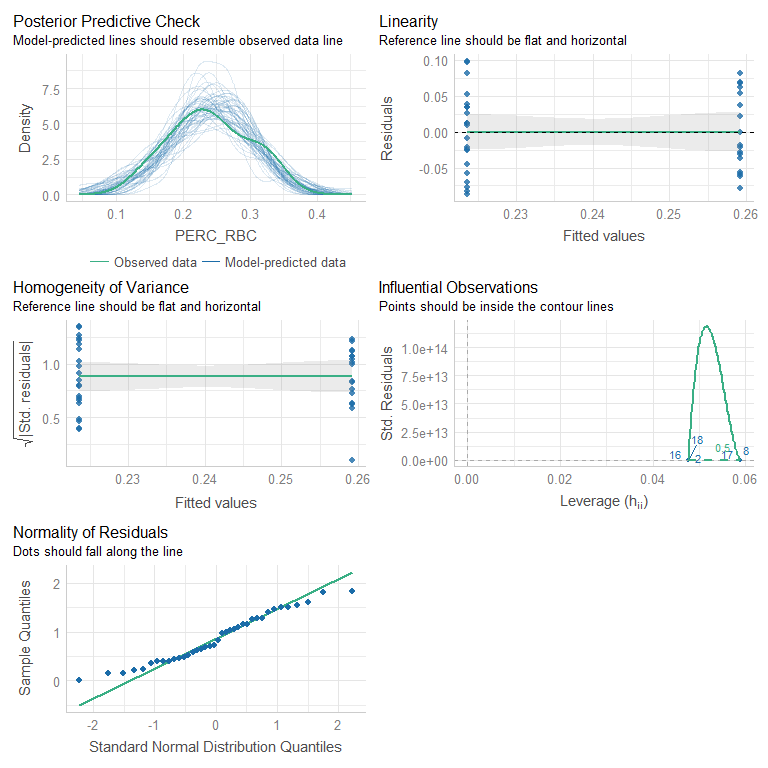 Posterior Predictive Check
Model-predicted lines should resemble observed data line
7.5
5.0
2.5
0.0
Density
0.1 0.2 0.3 0.4
PERC_RBC
Observed data Model-predicted data
Linearity
Reference line should be flat and horizontal
0.10
0.05
0.00
-0.05
Residuals
0.23 0.24 0.25 0.26
Fitted values
Homogeneity of Variance
Reference line should be flat and horizontal
1.0
0.5
√|Std. residuals|
0.23 0.24 0.25 0.26
Fitted values
Influential Observations
Points should be inside the contour lines
1.0e+14
7.5e+13
5.0e+13
2.5e+13
0.0e+00
Std. Residuals
18
0.5
16 2 17 8
0.00 0.02 0.04 0.06
Leverage (hii)
Normality of Residuals
Dots should fall along the line
2
1
0
Sample Quantiles
-2 -1 0 1 2
Standard Normal Distribution Quantiles